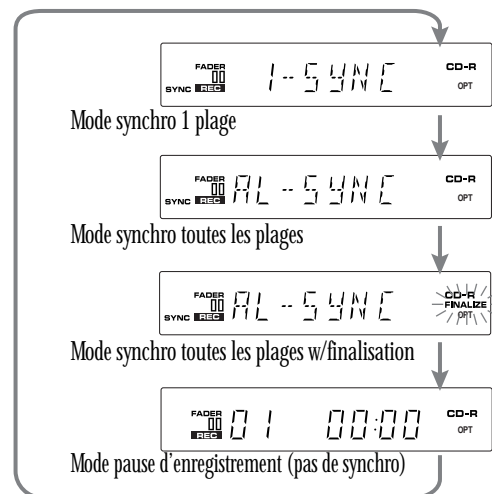 FADER
1-SYNC CD-R
SYNC REC OPT
Mode synchro 1 plage
FADER
AL-SYNC CD-R
SYNC REC OPT
Mode synchro toutes les plages
FADER
AL-SYNC CD-R
FINALIZE
SYNC REC OPT
Mode synchro toutes les plages w/finalisation
FADER
01 00:00 CD-R
REC OPT
Mode pause d'enregistrement (pas de synchro)